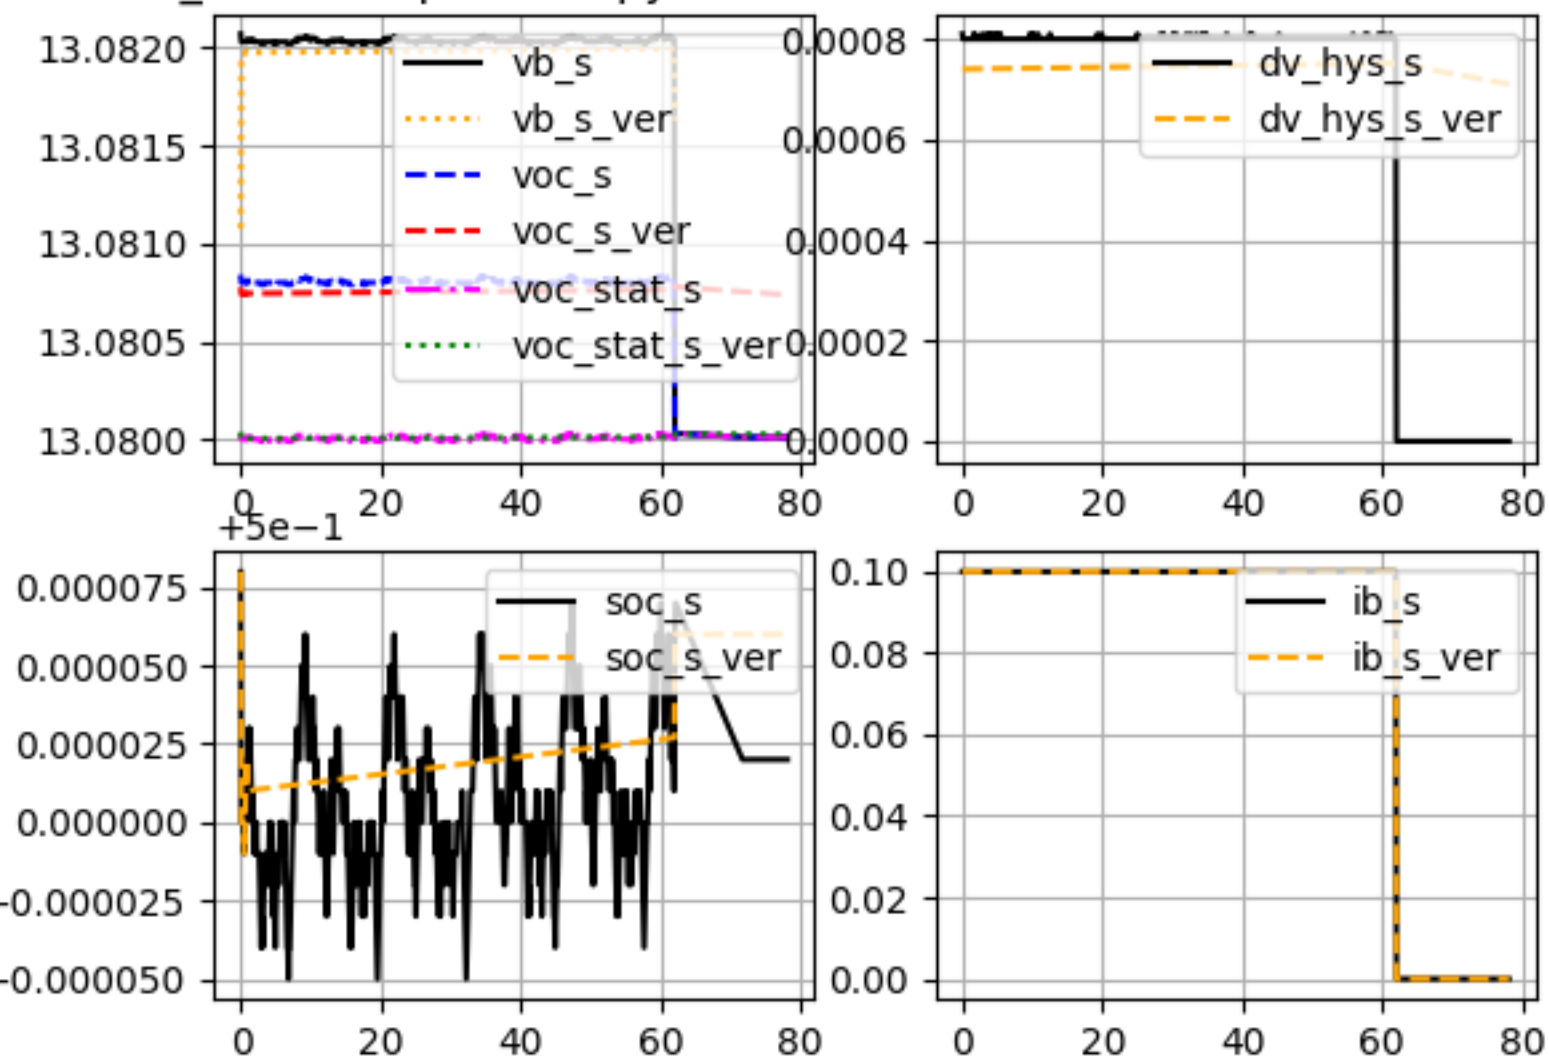 13.0820
13.0815
13.0810
13.0805
13.0800
vb_s
vb_s_ver
voc_s
voc_s_ver
voc_stat_s
voc_stat_s_ver
0 20 40 60 80
0.0008
0.0006
0.0004
0.0002
0.0000
dv_hys_s
dv_hys_s_ver
0 20 40 60 80
+5e−1
0.000075
0.000050
0.000025
0.000000
−0.000025
−0.000050
soc_s
soc_s_ver
0 20 40 60 80
0.10
0.08
0.06
0.04
0.02
0.00
ib_s
ib_s_ver
0 20 40 60 80